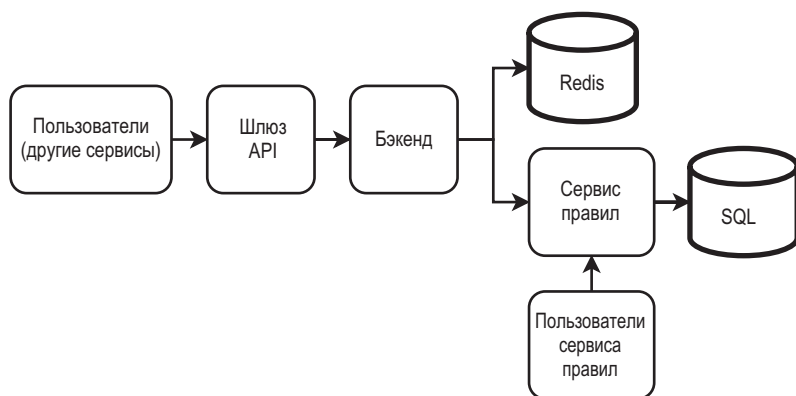 Пользователи
(другие сервисы)
Шлюз
API
Бэкенд
Redis
Сервис
правил
SQL
Пользователи
сервиса
правил